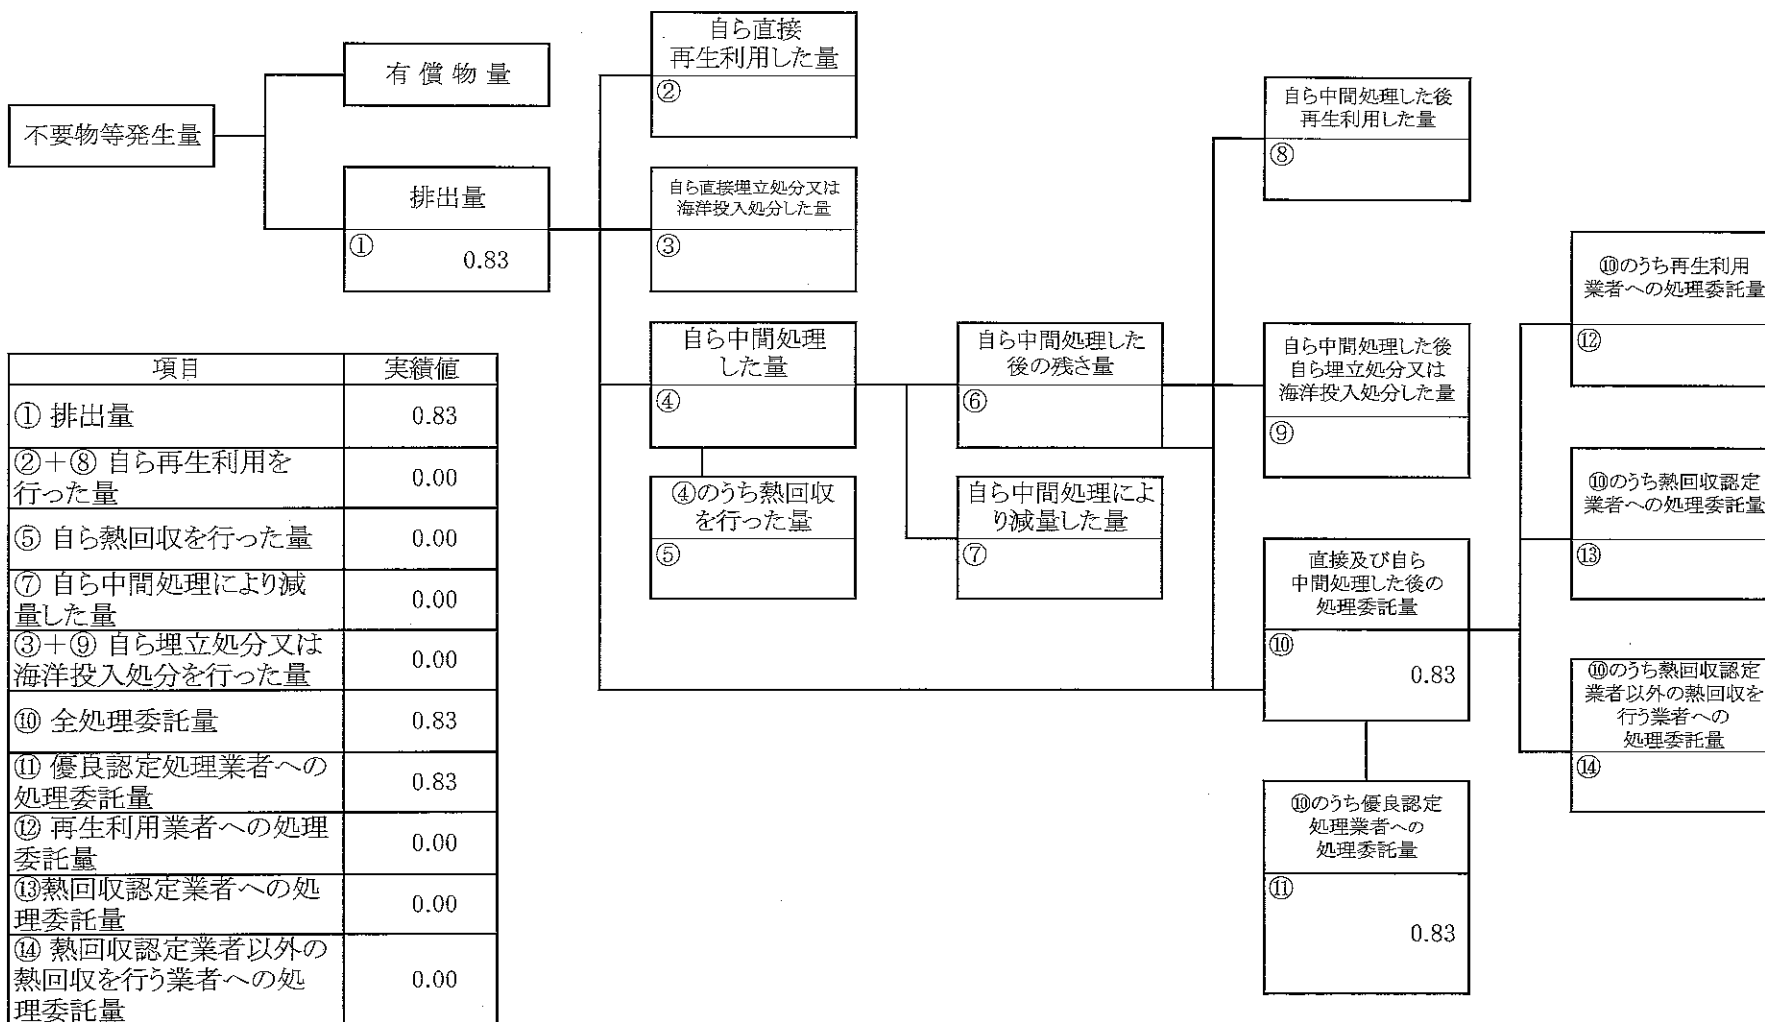 不要物等発生量
有償物量
排出量
①
0.83
自ら直接
再生利用した量
②
自ら直接埋立処分又は
海洋投入処分した量
③
自ら中間処理
した量
④
④のうち熱回収
を行った量
⑤
自ら中間処理した
後の残さ量
⑥
自ら中間処理によ
り減量した量
⑦
自ら中間処理した後
再生利用した量
⑧
自ら中間処理した後
自ら埋立処分又は
海洋投入処分した量
⑨
直接及び自ら
中間処理した後の
処理委託量
⑩
0.83
⑩のうち優良認定
処理業者への
処理委託量
⑪
0.83
⑩のうち再生利用
業者への処理委託量
⑫
⑩のうち熱回収認定
業者への処理委託量
⑬
⑩のうち熱回収認定
業者以外の熱回収を
行う業者への
処理委託量
⑭
項目 実績値
① 排出量 0.83
②+⑧ 自ら再生利用を
行った量 0.00
⑤ 自ら熱回収を行った量 0.00
⑦ 自ら中間処理により減
量した量 0.00
③+⑨ 自ら埋立処分又は
海洋投入処分を行った量 0.00
⑩ 全処理委託量 0.83
⑪ 優良認定処理業者への
処理委託量 0.83
⑫ 再生利用業者への処理
委託量 0.00
⑬熱回収認定業者への処
理委託量 0.00
⑭ 熱回収認定業者以外の
熱回収を行う業者への処
理委託量 0.00